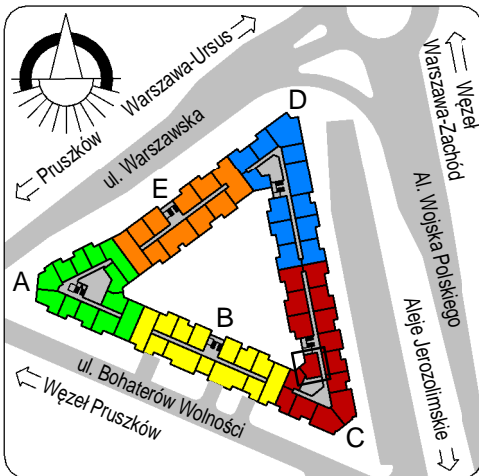 Warszawa-Ursus
Pruszków
ul. Warszawska
Węzeł
Warszawa-Zachód
Al. Wojska Polskiego
Aleje Jerozolimskie
D
E
A
B
C
ul. Bohaterów Wolności
Węzeł Pruszków